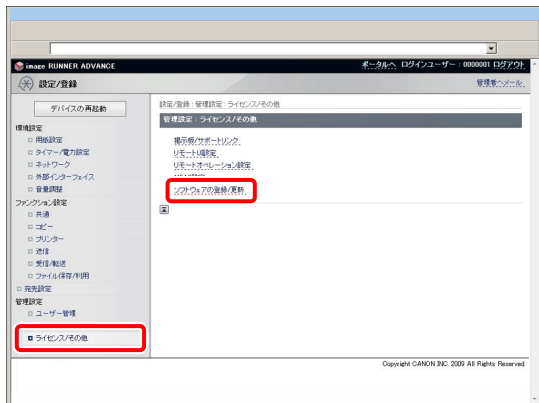 image RUNNER ADVANCE
ポータルへ ログインユーザー : 0000001 ログアウト
設定/登録
管理者へメール
デバイスの再起動
設定/登録 : 管理設定 : ライセンス/その他
管理設定 : ライセンス/その他
環境設定
用紙設定
タイマー/電力設定
ネットワーク
外部インターフェイス
音量調整
ファンクション設定
共通
コピー
プリンター
送信
受信/転送
ファイル保存/利用
宛先設定
管理設定
ユーザー管理
ライセンス/その他
掲示板/サポートリンク
リモートUI設定
リモートオペレーション設定
ソフトウェアの登録/更新
Copyright CANON INC. 2009 All Rights Reserved